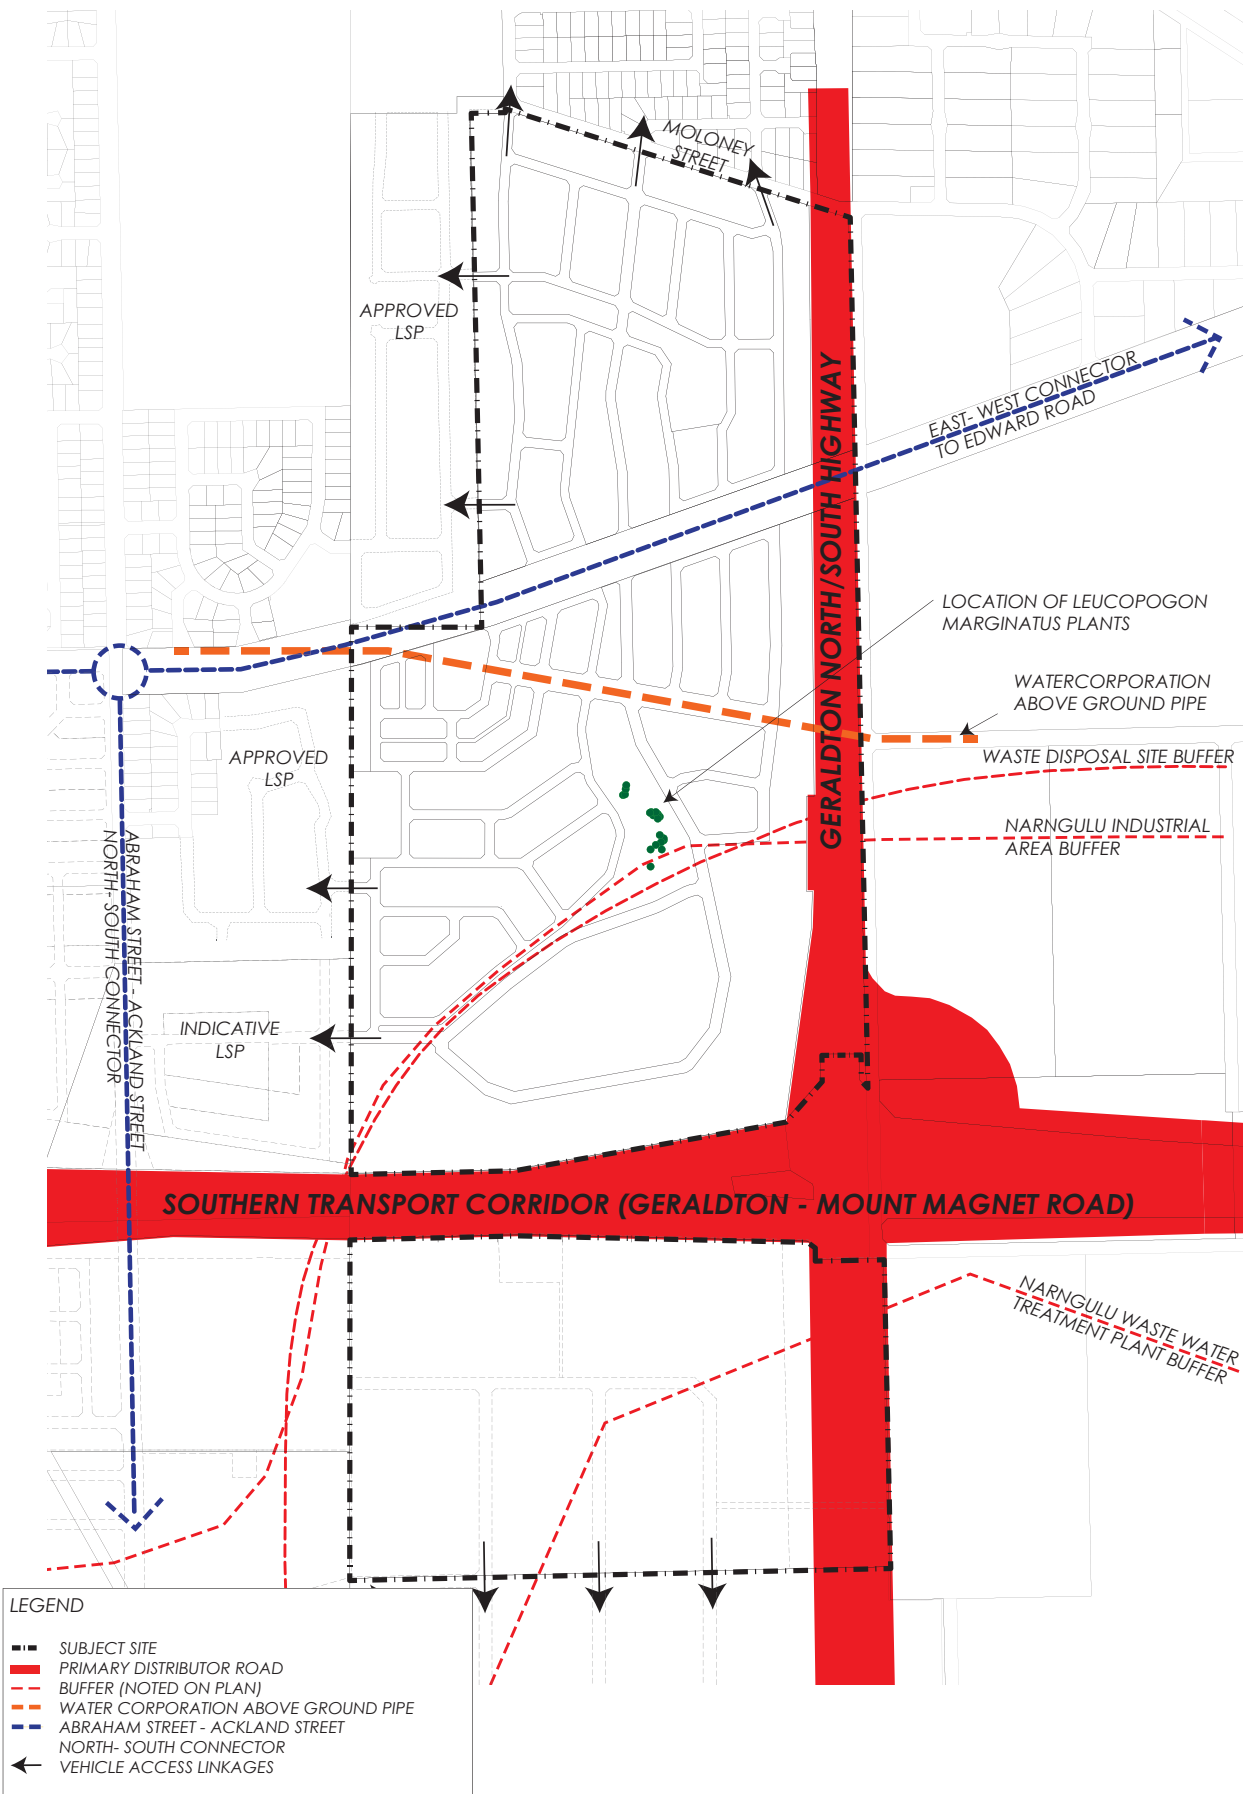 MOLONEY
STREET
APPROVED
LSP
GERALDTON NORTH/SOUTH HIGHWAY
EAST- WEST CONNECTOR
TO EDWARD ROAD
LOCATION OF LEUCOPOGON
MARGINATUS PLANTS
WATERCORPORATION
ABOVE GROUND PIPE
WASTE DISPOSAL SITE BUFFER
APPROVED
LSP
NARNGULU INDUSTRIAL
AREA BUFFER
ABRAHAM STREET - ACKLAND STREET
NORTH- SOUTH CONNECTOR
INDICATIVE
LSP
SOUTHERN TRANSPORT CORRIDOR (GERALDTON - MOUNT MAGNET ROAD)
NARNGULU WASTE WATER
TREATMENT PLANT BUFFER
LEGEND
SUBJECT SITE
PRIMARY DISTRIBUTOR ROAD
BUFFER (NOTED ON PLAN)
WATER CORPORATION ABOVE GROUND PIPE
ABRAHAM STREET - ACKLAND STREET
NORTH- SOUTH CONNECTOR
VEHICLE ACCESS LINKAGES